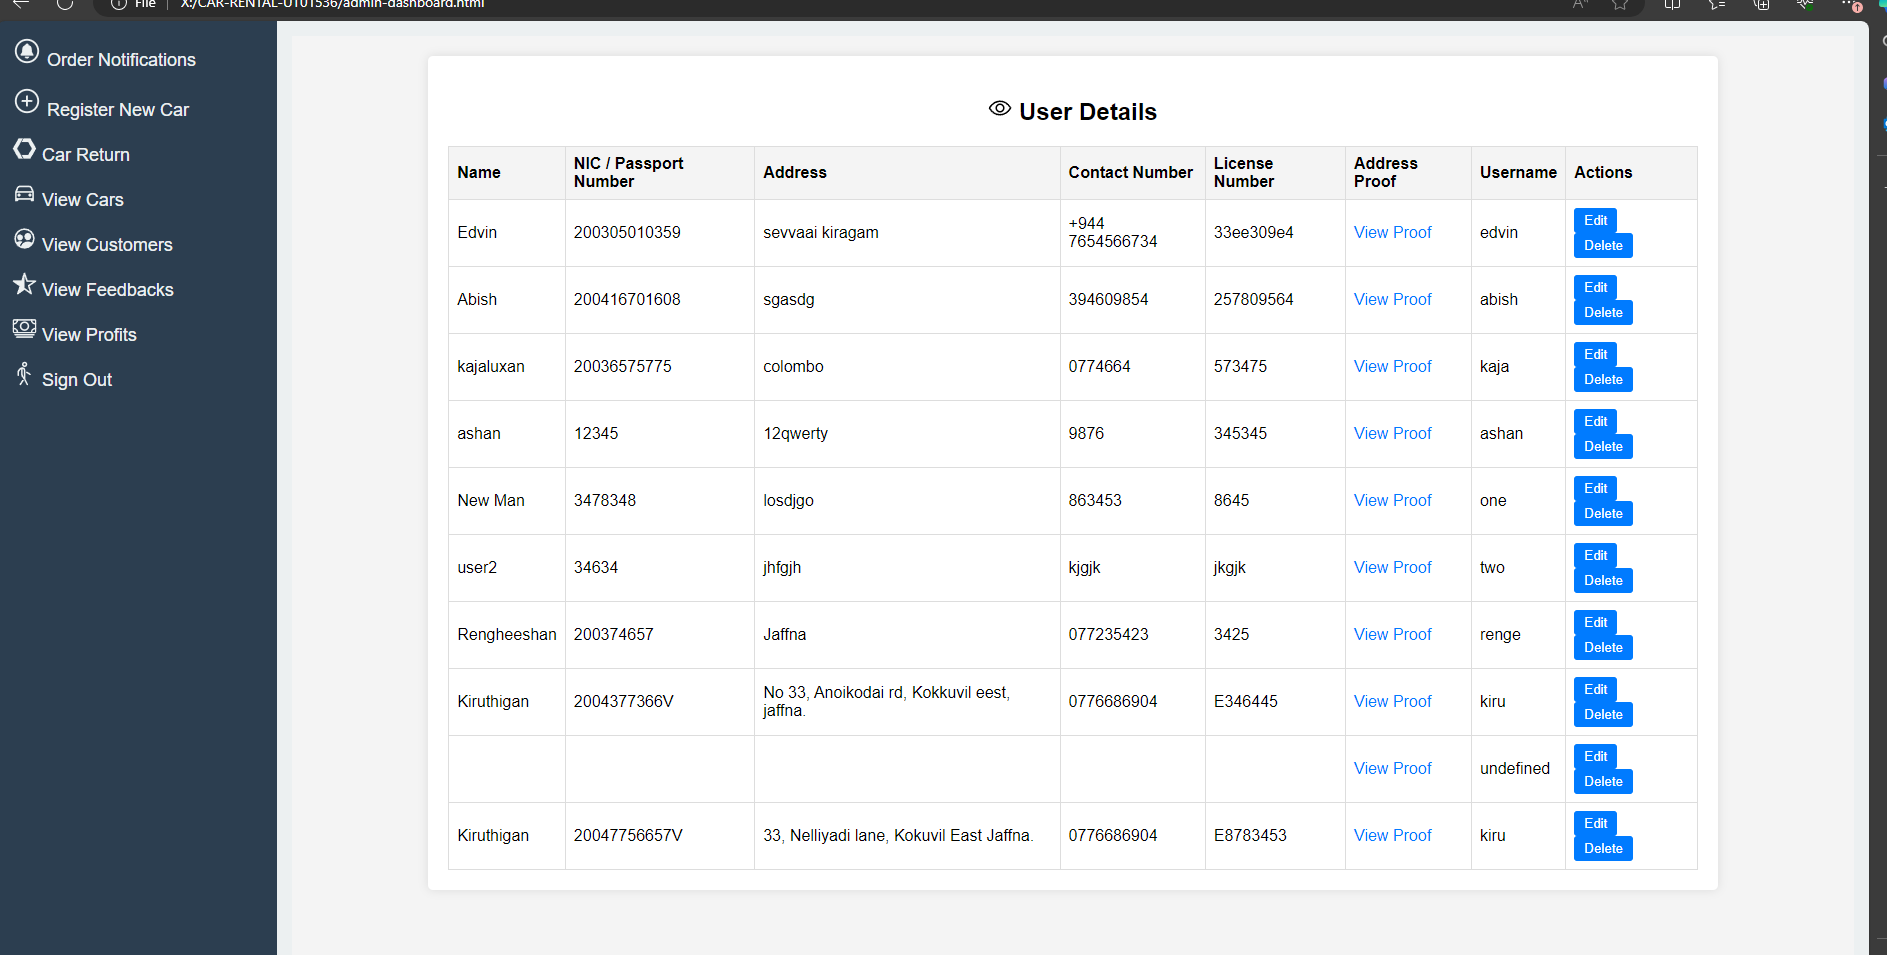 File X:/CAR-RENTAL-UT01536/admin-dashboard.html
Order Notifications
Register New Car
Car Return
View Cars
View Customers
View Feedbacks
View Profits
Sign Out
User Details
Name NIC / Passport Number Address Contact Number License Number Address Proof Username Actions
Edvin 200305010359 sevvaai kiragam +944 7654566734 33ee309e4 View Proof edvin Edit Delete
Abish 200416701608 sgasdg 394609854 257809564 View Proof abish Edit Delete
kajaluxan 20036575775 colombo 0774664 573475 View Proof kaja Edit Delete
ashan 12345 12qwerty 9876 345345 View Proof ashan Edit Delete
New Man 3478348 losdjgo 863453 8645 View Proof one Edit Delete
user2 34634 jhfgjh kjgjk jkgjk View Proof two Edit Delete
Rengheeshan 200374657 Jaffna 077235423 3425 View Proof renge Edit Delete
Kiruthigan 2004377366V No 33, Anoikodai rd, Kokkuvil eest, jaffna. 0776686904 E346445 View Proof kiru Edit Delete
View Proof undefined Edit Delete
Kiruthigan 20047756657V 33, Nelliyadi lane, Kokuvil East Jaffna. 0776686904 E8783453 View Proof kiru Edit Delete